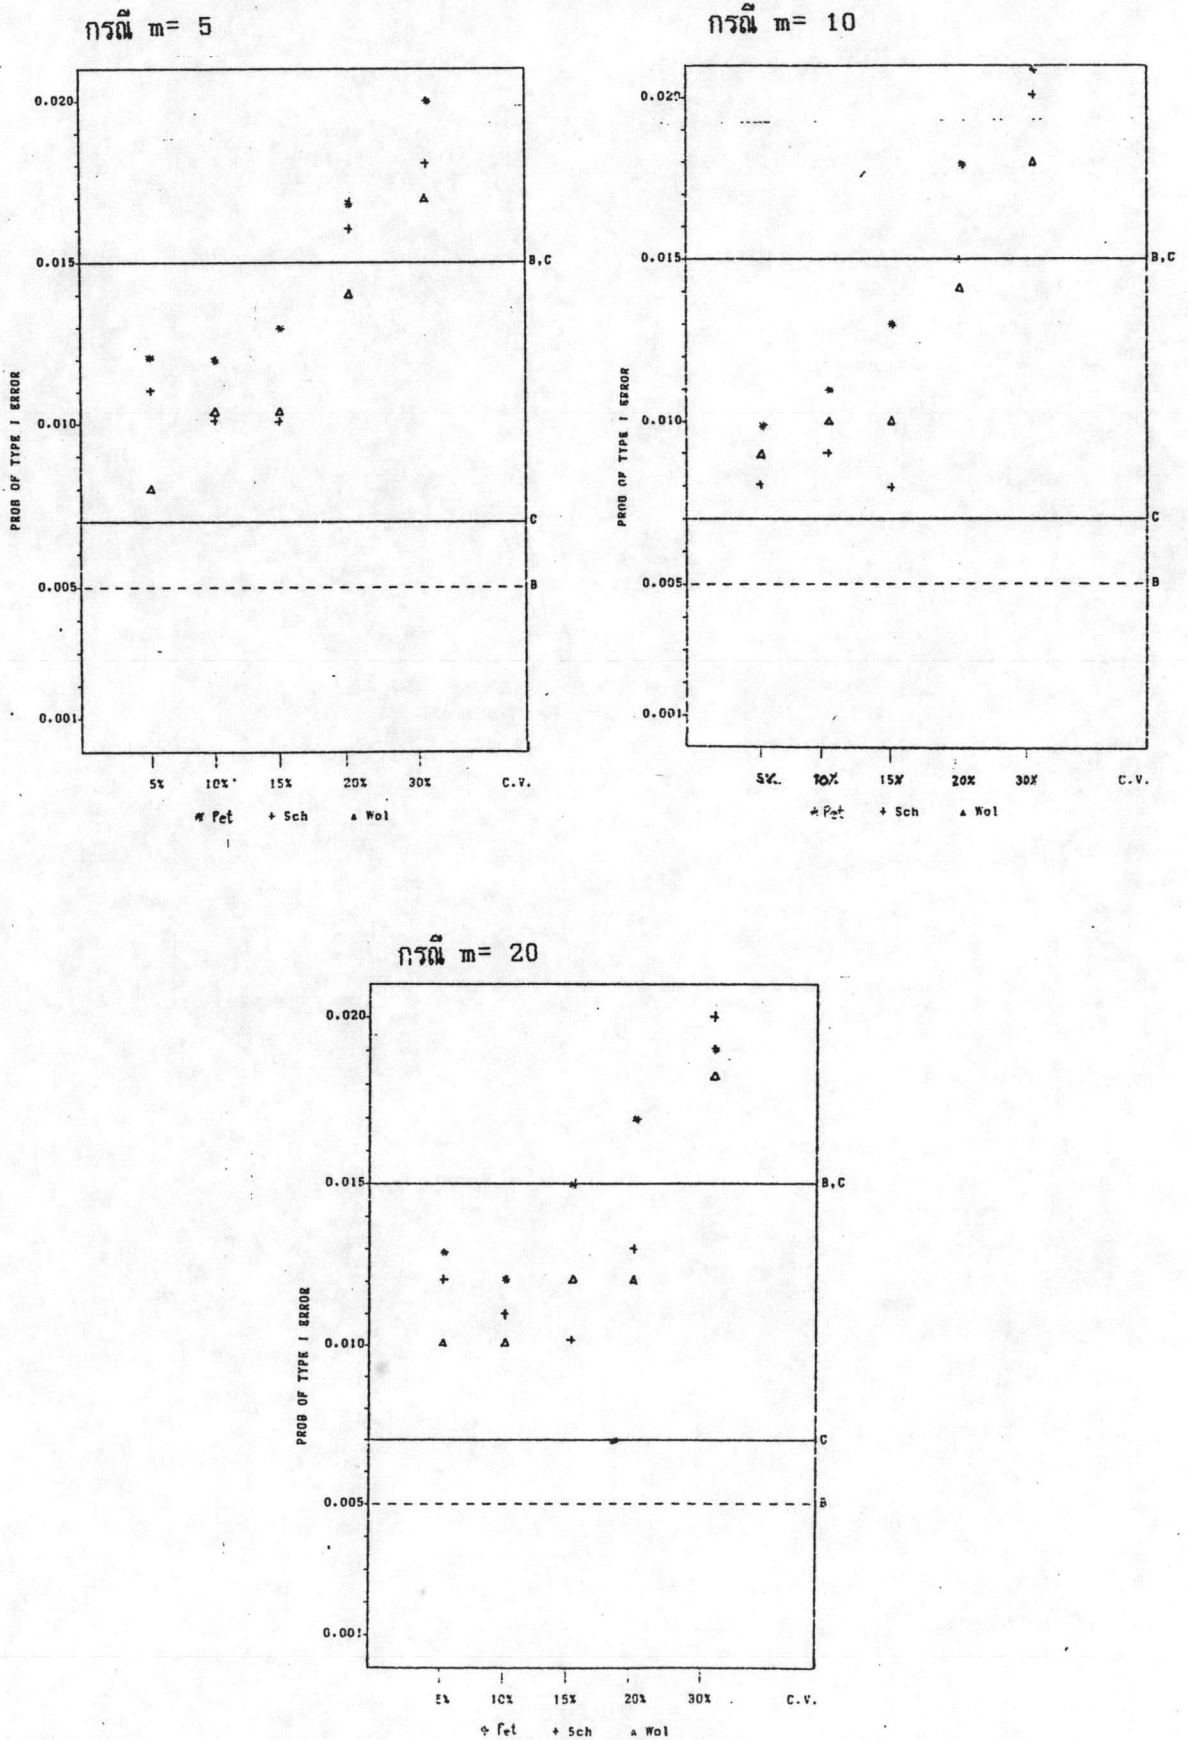 กรณี m= 5
0.020
0.015
0.010
0.005
0.001
PROB OF TYPE I ERROR
B,C
C
B
5% 10% 15% 20% 30% C.V.
* Pet + Sch ▵ Wol
กรณี m= 10
0.020
0.015
0.010
0.005
0.001
PROB OF TYPE I ERROR
B,C
C
B
5% 10% 15% 20% 30% C.V.
* Pet + Sch ▵ Wol
กรณี m= 20
0.020
0.015
0.010
0.005
0.001
PROB OF TYPE I ERROR
B,C
C
B
5% 10% 15% 20% 30% C.V.
* Pet + Sch ▵ Wol